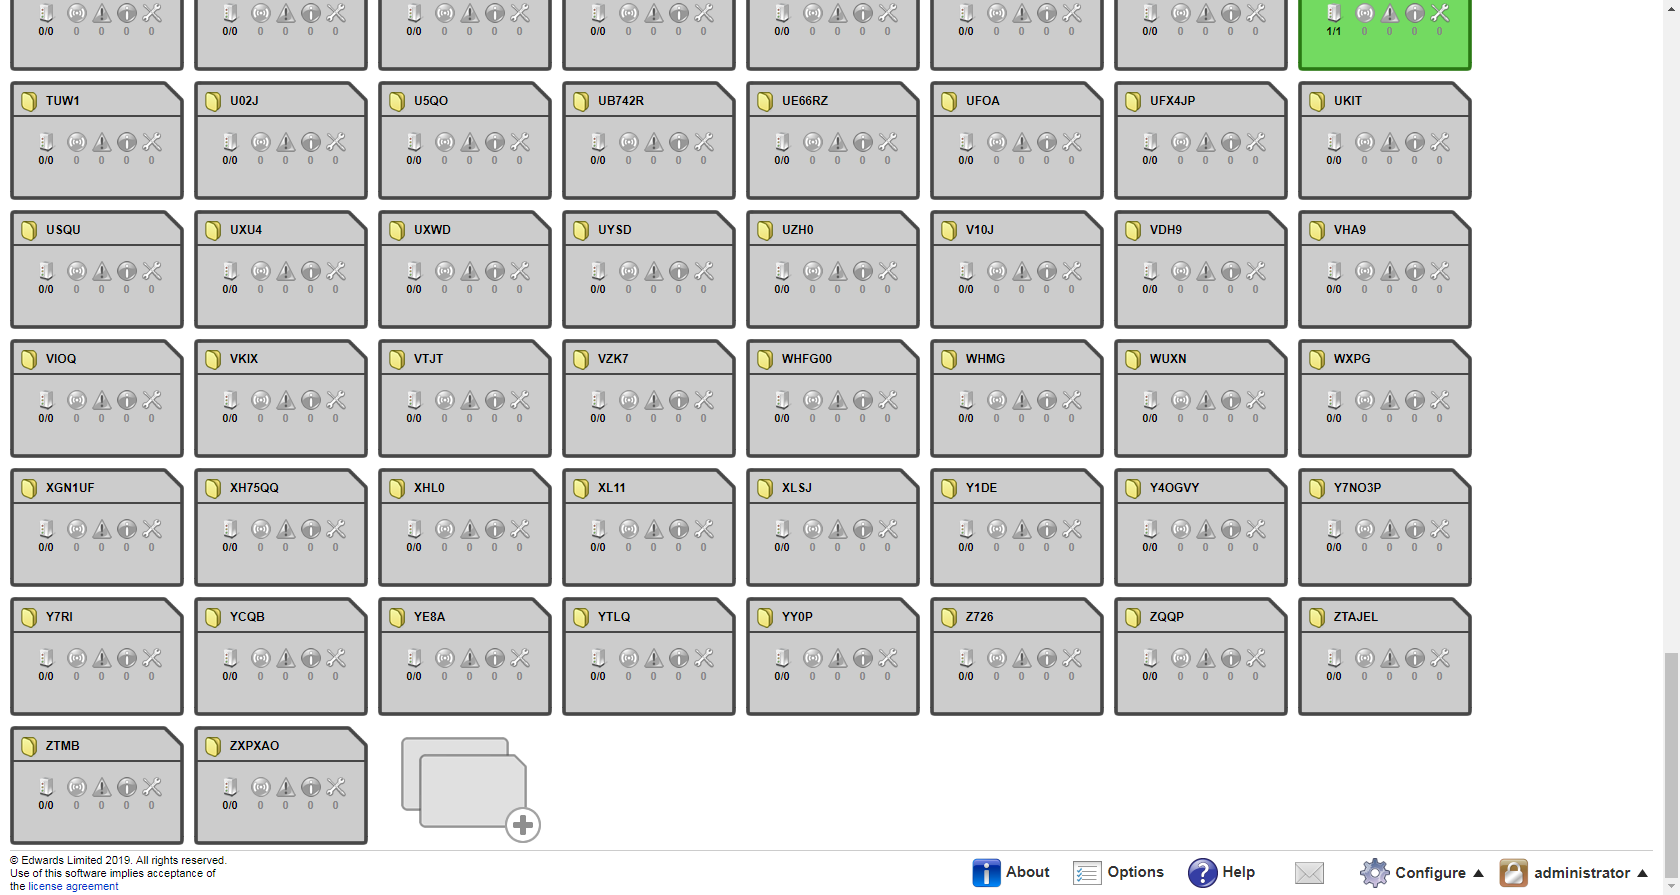 0/0 0 0 0 0 0/0 0 0 0 0 0/0 0 0 0 0 0/0 0 0 0 0 0/0 0 0 0 0 0/0 0 0 0 0 0/0 0 0 0 0 1/1 0 0 0 0
TUW1 U02J U5QO UB742R UE66RZ UFOA UFX4JP UKIT
0/0 0 0 0 0 0/0 0 0 0 0 0/0 0 0 0 0 0/0 0 0 0 0 0/0 0 0 0 0 0/0 0 0 0 0 0/0 0 0 0 0 0/0 0 0 0 0
USQU UXU4 UXWD UYSD UZH0 V10J VDH9 VHA9
0/0 0 0 0 0 0/0 0 0 0 0 0/0 0 0 0 0 0/0 0 0 0 0 0/0 0 0 0 0 0/0 0 0 0 0 0/0 0 0 0 0 0/0 0 0 0 0
VIOQ VKIX VTJT VZK7 WHFG00 WHMG WUXN WXPG
0/0 0 0 0 0 0/0 0 0 0 0 0/0 0 0 0 0 0/0 0 0 0 0 0/0 0 0 0 0 0/0 0 0 0 0 0/0 0 0 0 0 0/0 0 0 0 0
XGN1UF XH75QQ XHL0 XL11 XLSJ Y1DE Y4OGVY Y7NO3P
0/0 0 0 0 0 0/0 0 0 0 0 0/0 0 0 0 0 0/0 0 0 0 0 0/0 0 0 0 0 0/0 0 0 0 0 0/0 0 0 0 0 0/0 0 0 0 0
Y7RI YCQB YE8A YTLQ YY0P Z726 ZQQP ZTAJEL
0/0 0 0 0 0 0/0 0 0 0 0 0/0 0 0 0 0 0/0 0 0 0 0 0/0 0 0 0 0 0/0 0 0 0 0 0/0 0 0 0 0 0/0 0 0 0 0
ZTMB ZXPXAO
0/0 0 0 0 0 0/0 0 0 0 0
© Edwards Limited 2019. All rights reserved.
Use of this software implies acceptance of
the license agreement
About Options Help Configure administrator